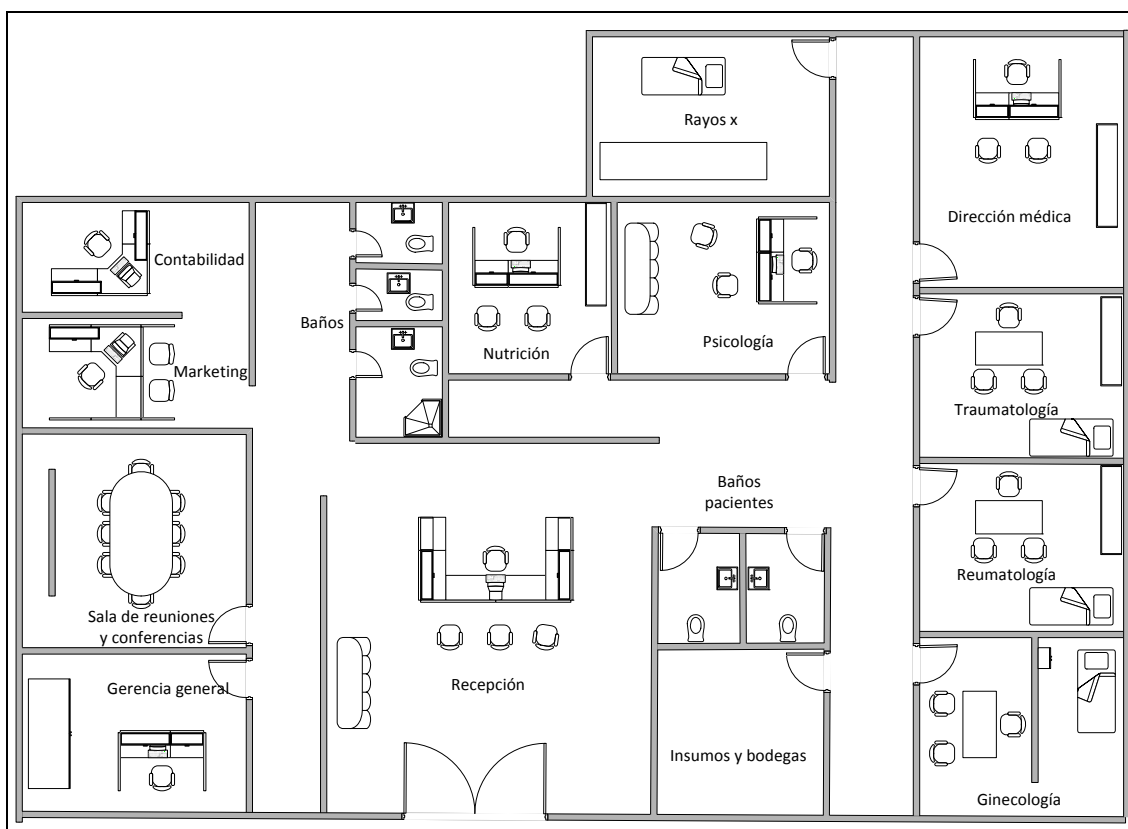 Rayos x
Dirección médica
Contabilidad
Baños
Nutrición
Psicología
Marketing
Traumatología
Baños
pacientes
Reumatología
Sala de reuniones
y conferencias
Recepción
Gerencia general
Insumos y bodegas
Ginecología